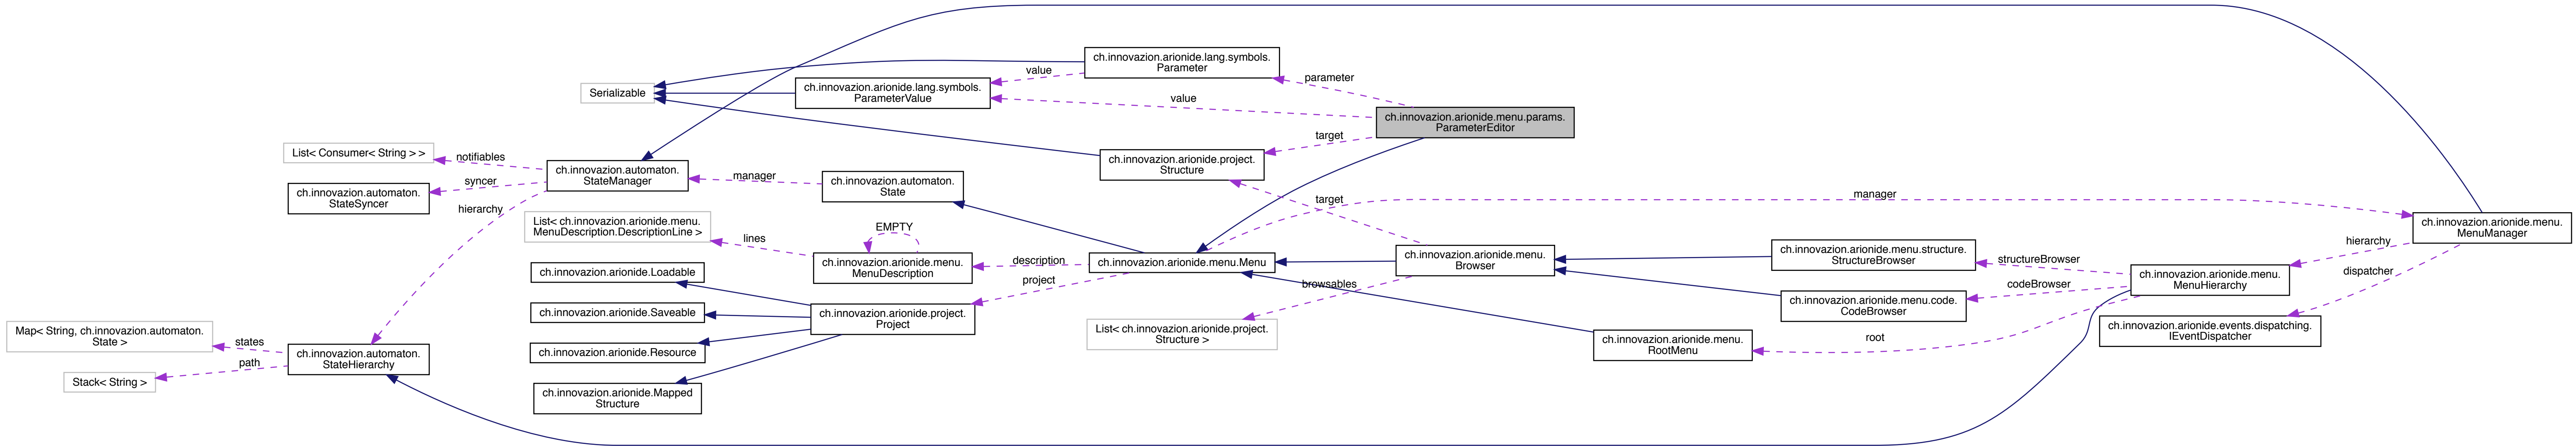 ch.innovazion.arionide.lang.symbols.
Parameter
parameter
value
Serializable
ch.innovazion.arionide.lang.symbols.
ParameterValue
value
ch.innovazion.arionide.menu.params.
ParameterEditor
target
List< Consumer< String > >
notifiables
ch.innovazion.automaton.
StateManager
ch.innovazion.arionide.project.
Structure
manager
syncer
ch.innovazion.automaton.
State
ch.innovazion.automaton.
StateSyncer
hierarchy
target
manager
List< ch.innovazion.arionide.menu.
MenuDescription.DescriptionLine >
lines
EMPTY
ch.innovazion.arionide.menu.
MenuManager
hierarchy
ch.innovazion.arionide.menu.
MenuDescription
description
ch.innovazion.arionide.menu.Menu
ch.innovazion.arionide.menu.
Browser
ch.innovazion.arionide.menu.structure.
StructureBrowser
structureBrowser
dispatcher
ch.innovazion.arionide.Loadable
project
browsables
codeBrowser
ch.innovazion.arionide.menu.
MenuHierarchy
ch.innovazion.arionide.menu.code.
CodeBrowser
ch.innovazion.arionide.Saveable
ch.innovazion.arionide.project.
Project
List< ch.innovazion.arionide.project.
Structure >
ch.innovazion.arionide.events.dispatching.
IEventDispatcher
Map< String, ch.innovazion.automaton.
State >
states
ch.innovazion.arionide.menu.
RootMenu
root
ch.innovazion.automaton.
StateHierarchy
ch.innovazion.arionide.Resource
path
Stack< String >
ch.innovazion.arionide.Mapped
Structure